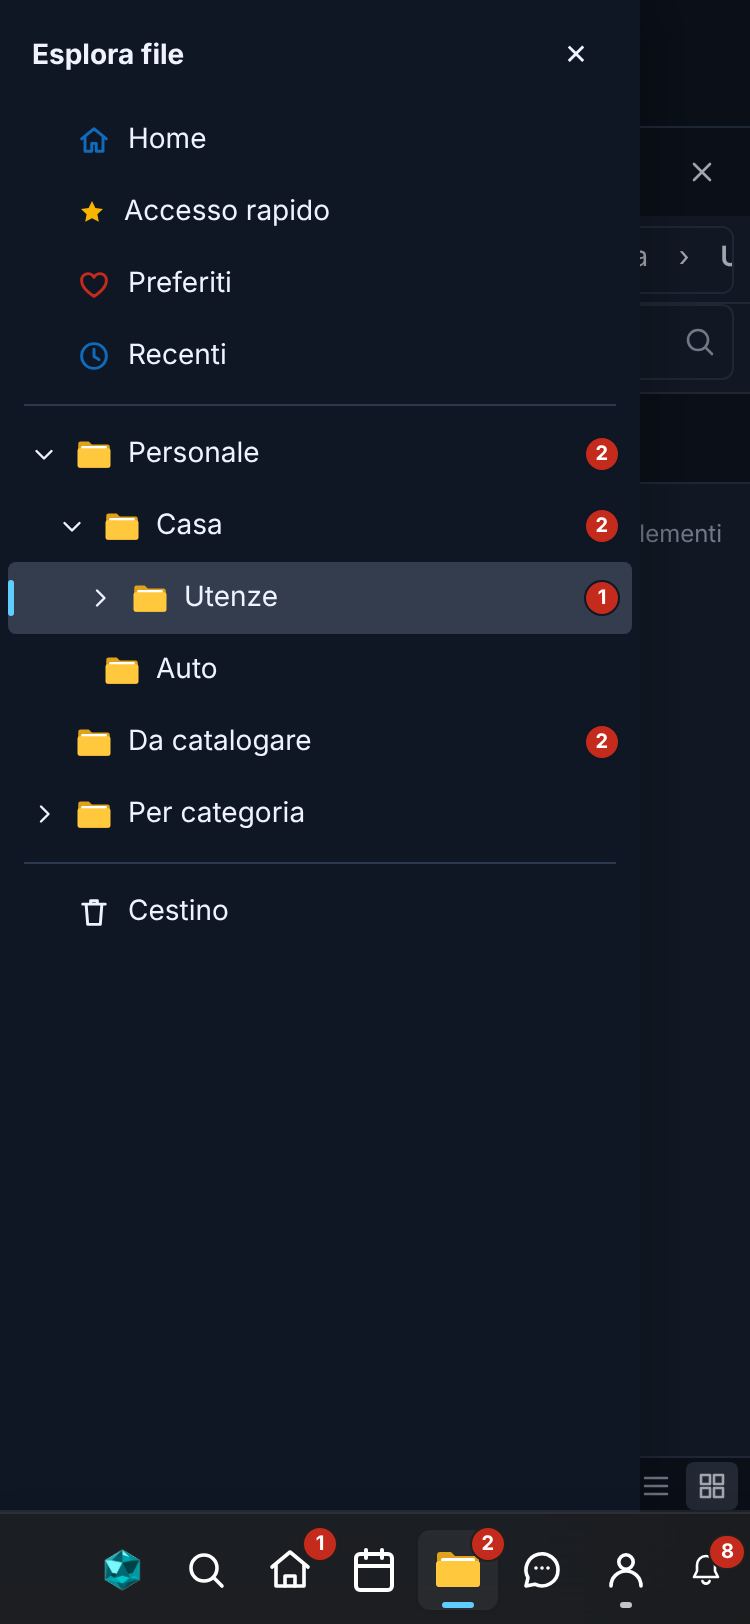 Esplora file
Home
Accesso rapido
Preferiti
Recenti
Personale 2
Casa 2
lementi
Utenze 1
Auto
Da catalogare 2
Per categoria
Cestino
1 2 8